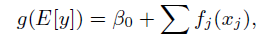 g(E[y]) = β₀ + ∑ fⱼ(xⱼ),